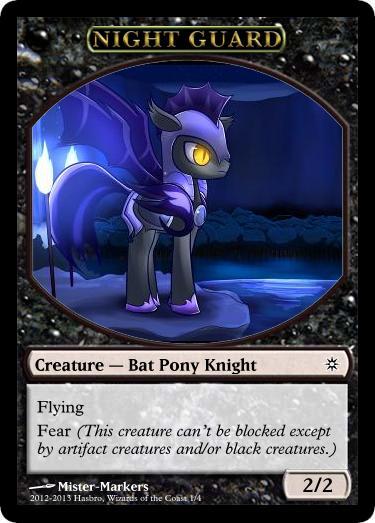 NIGHT GUARD
Creature — Bat Pony Knight
Flying
Fear (This creature can't be blocked except
by artifact creatures and/or black creatures.)
2/2
Mister-Markers
2012-2013 Hasbro, Wizards of the Coast 1/4